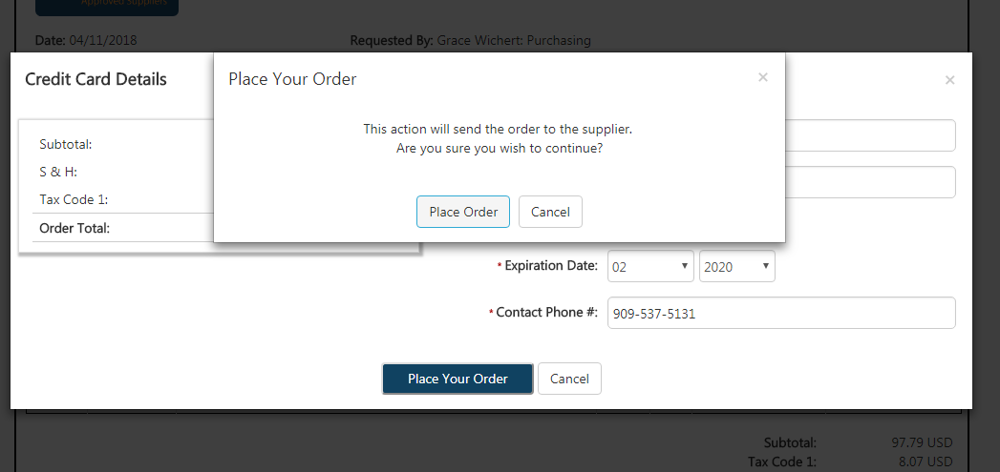 Approved Suppliers
Date: 04/11/2018
Requested By: Grace Wichert: Purchasing
Credit Card Details
×
Place Your Order
×
This action will send the order to the supplier.
Are you sure you wish to continue?
Place Order
Cancel
Subtotal:
S & H:
Tax Code 1:
Order Total:
* Expiration Date:
02
2020
* Contact Phone #:
909-537-5131
Place Your Order
Cancel
Subtotal:
97.79 USD
Tax Code 1:
8.07 USD